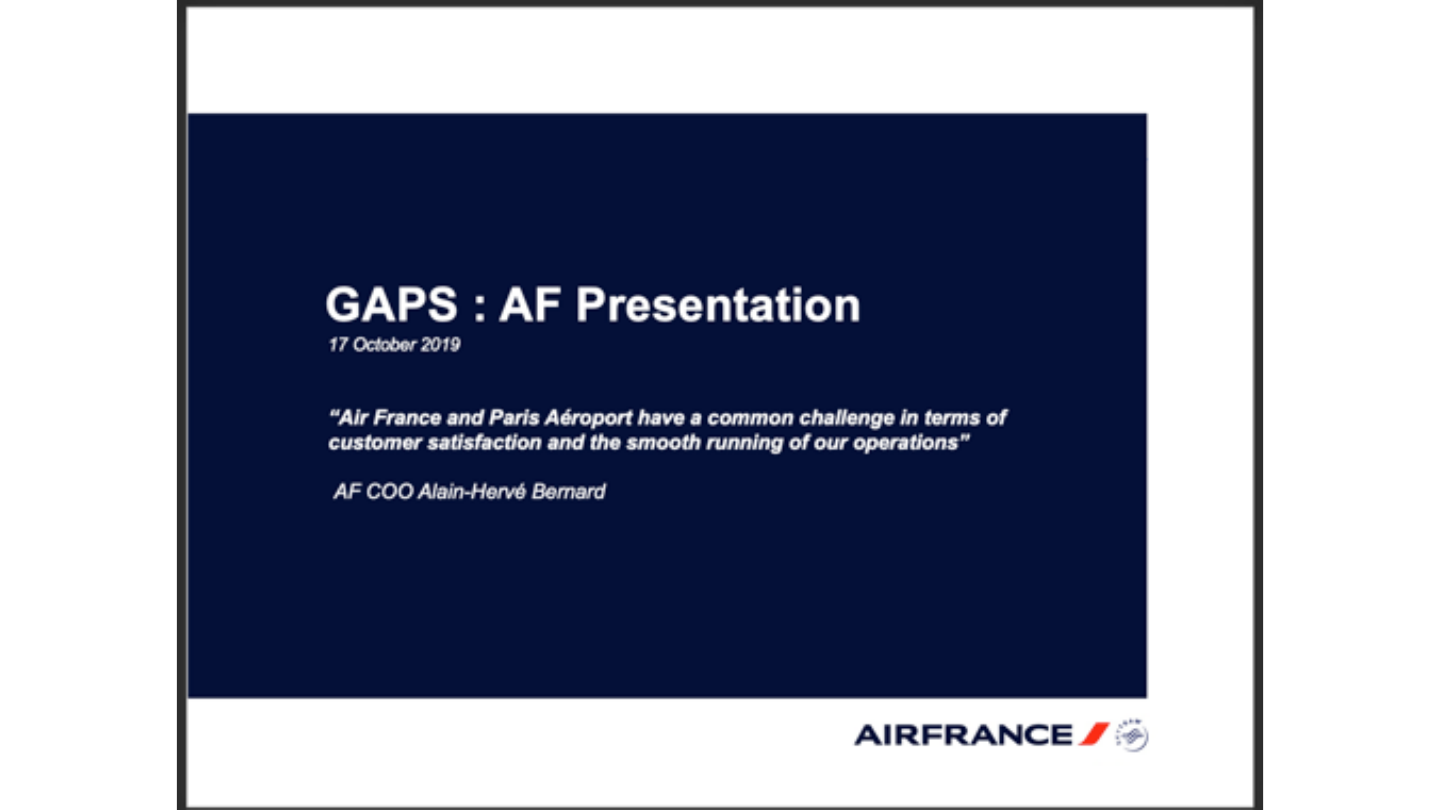 GAPS : AF Presentation
17 October 2019
“Air France and Paris Aéroport have a common challenge in terms of
customer satisfaction and the smooth running of our operations”
AF COO Alain-Hervé Bernard
AIRFRANCE